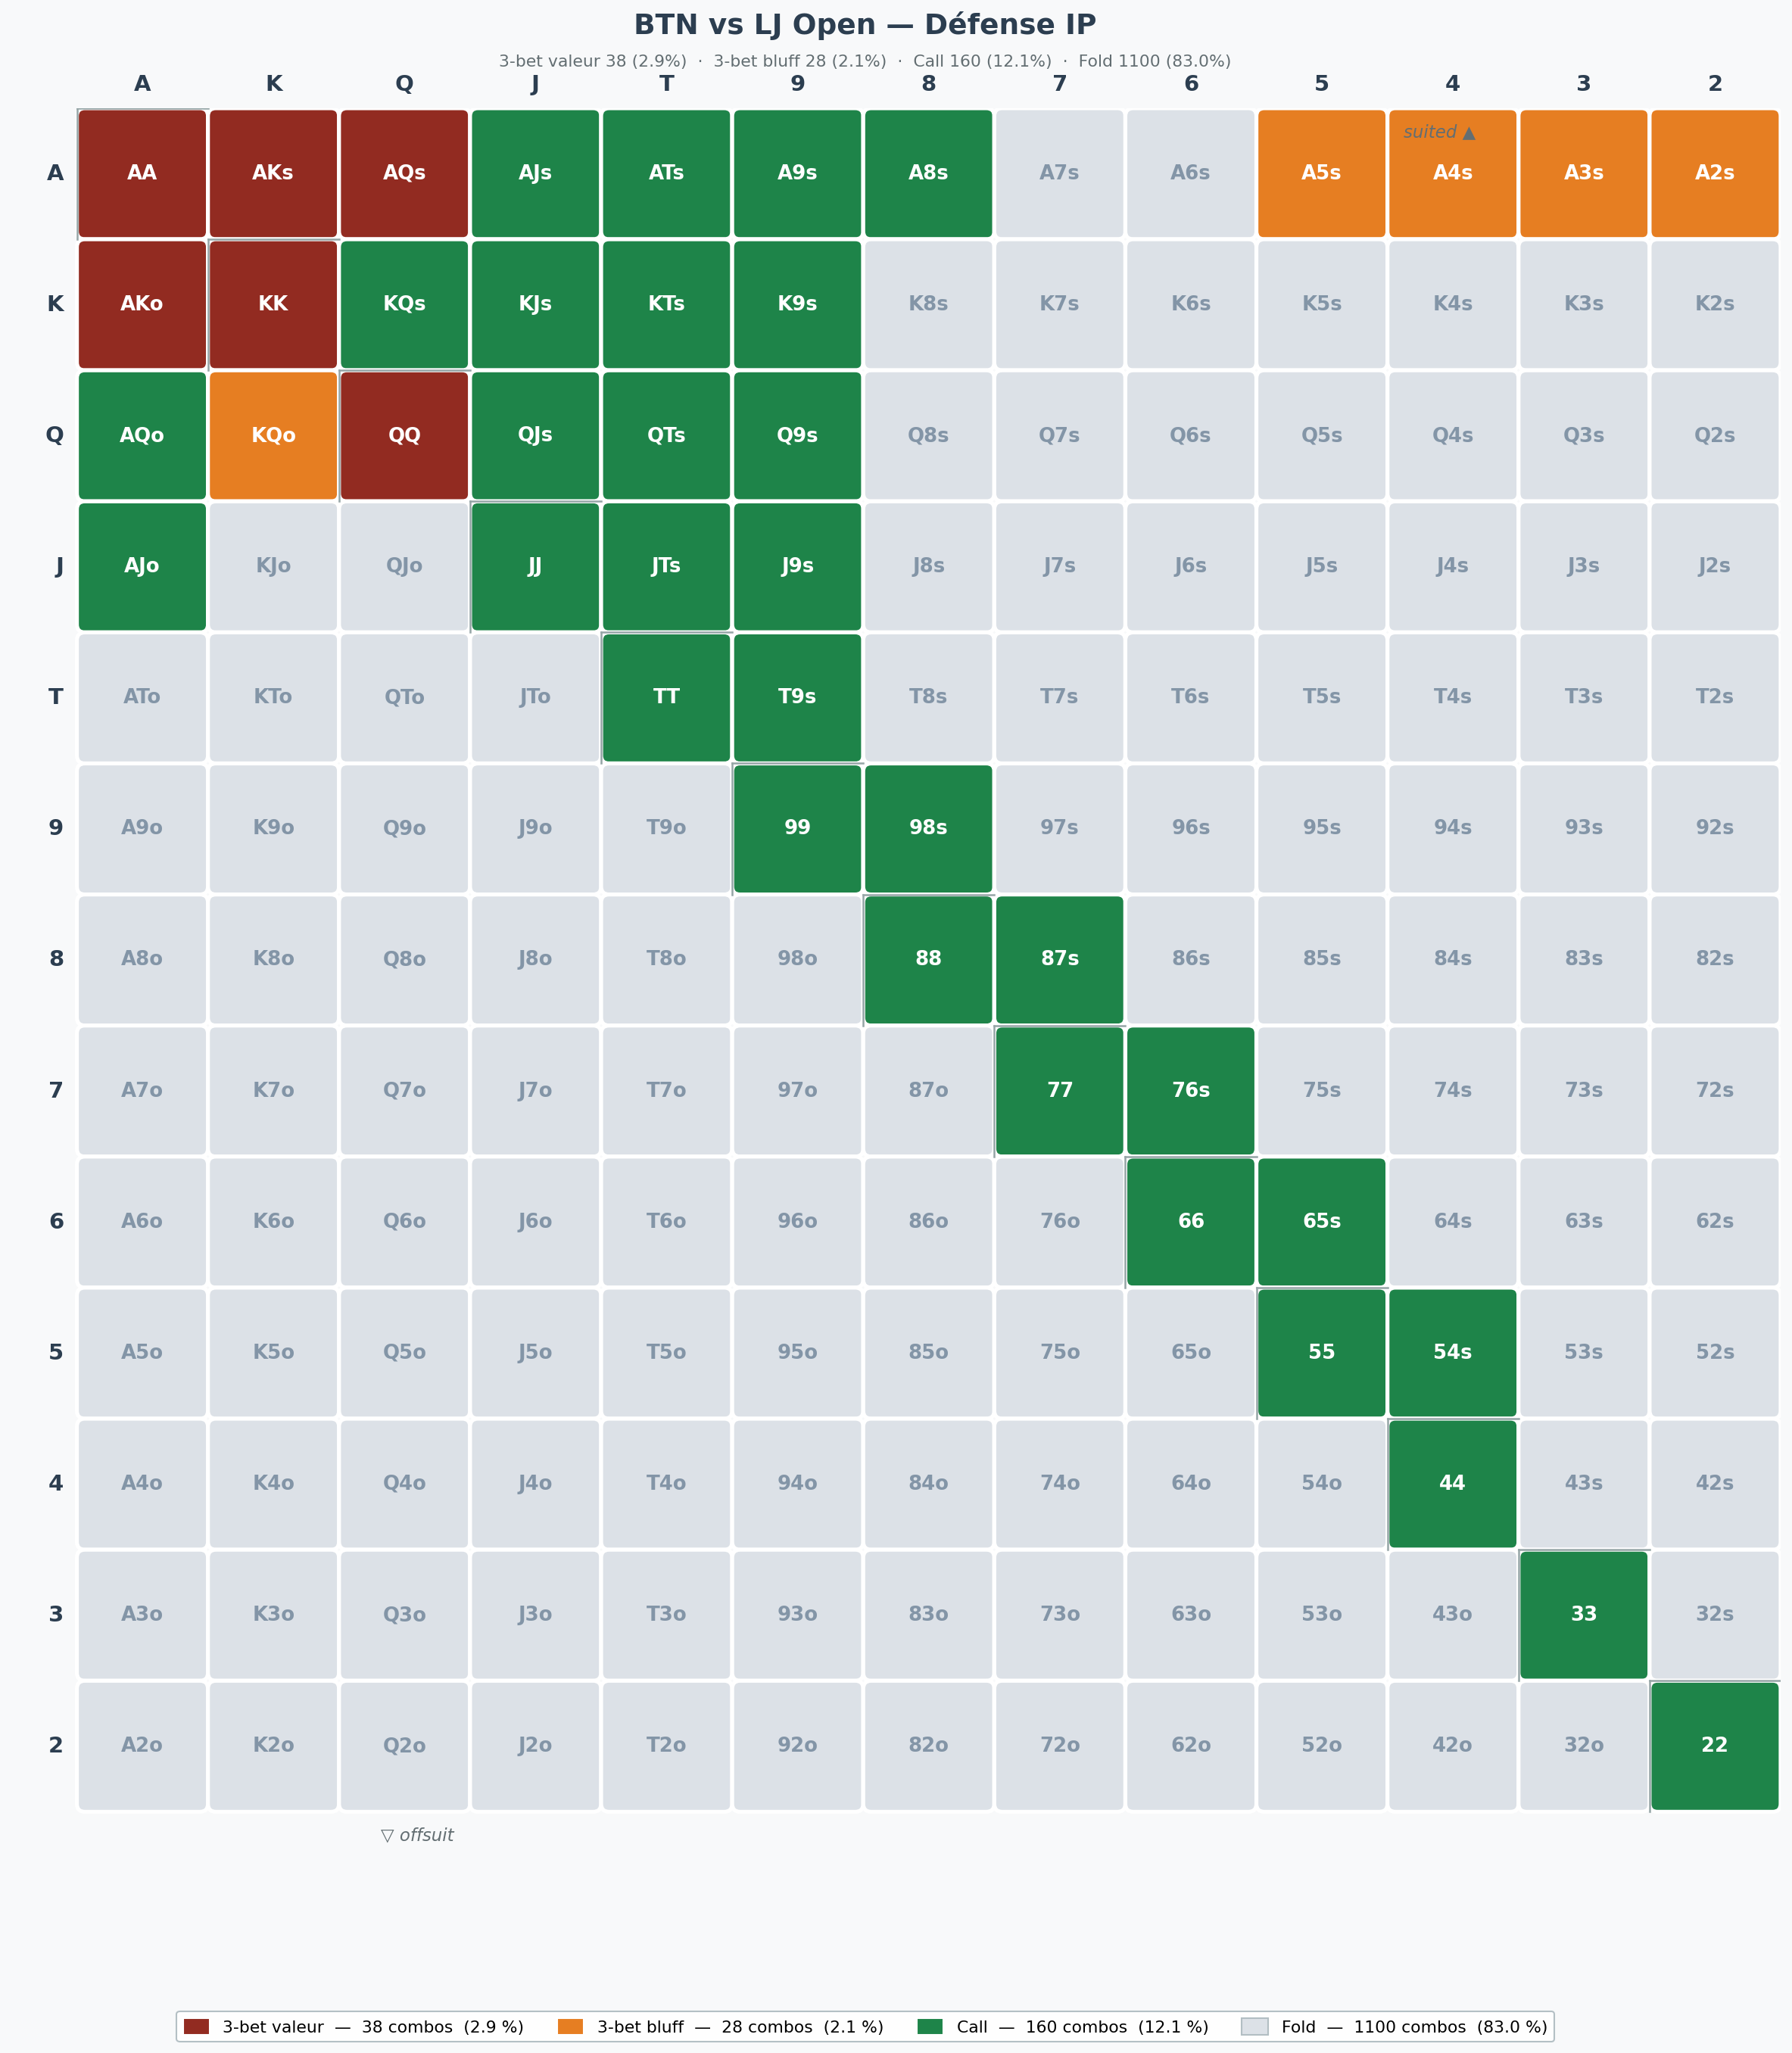 BTN vs LJ Open — Défense IP
3-bet valeur 38 (2.9%) · 3-bet bluff 28 (2.1%) · Call 160 (12.1%) · Fold 1100 (83.0%)
A K Q J T 9 8 7 6 5 4 3 2
suited ▲
A AA AKs AQs AJs ATs A9s A8s A7s A6s A5s A4s A3s A2s
K AKo KK KQs KJs KTs K9s K8s K7s K6s K5s K4s K3s K2s
Q AQo KQo QQ QJs QTs Q9s Q8s Q7s Q6s Q5s Q4s Q3s Q2s
J AJo KJo QJo JJ JTs J9s J8s J7s J6s J5s J4s J3s J2s
T ATo KTo QTo JTo TT T9s T8s T7s T6s T5s T4s T3s T2s
9 A9o K9o Q9o J9o T9o 99 98s 97s 96s 95s 94s 93s 92s
8 A8o K8o Q8o J8o T8o 98o 88 87s 86s 85s 84s 83s 82s
7 A7o K7o Q7o J7o T7o 97o 87o 77 76s 75s 74s 73s 72s
6 A6o K6o Q6o J6o T6o 96o 86o 76o 66 65s 64s 63s 62s
5 A5o K5o Q5o J5o T5o 95o 85o 75o 65o 55 54s 53s 52s
4 A4o K4o Q4o J4o T4o 94o 84o 74o 64o 54o 44 43s 42s
3 A3o K3o Q3o J3o T3o 93o 83o 73o 63o 53o 43o 33 32s
2 A2o K2o Q2o J2o T2o 92o 82o 72o 62o 52o 42o 32o 22
▽ offsuit
3-bet valeur — 38 combos (2.9 %) 3-bet bluff — 28 combos (2.1 %) Call — 160 combos (12.1 %) Fold — 1100 combos (83.0 %)